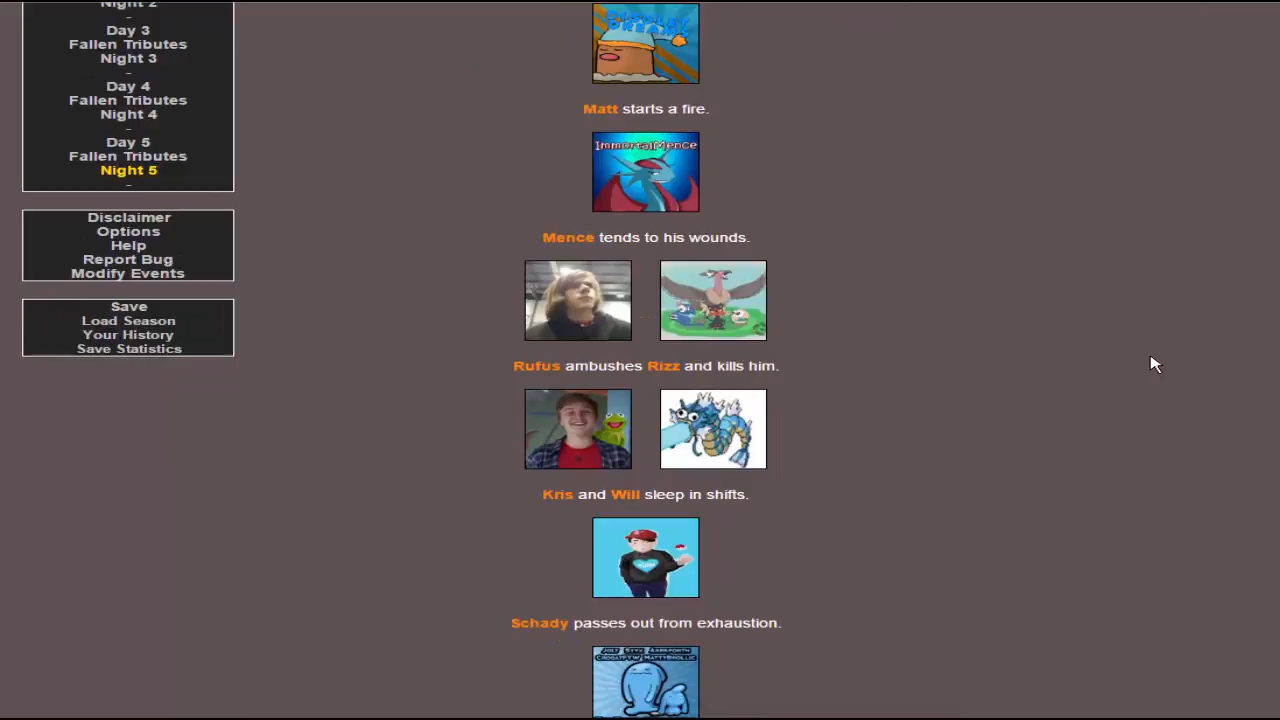 Night 2
-
Day 3
Fallen Tributes
Night 3
-
Day 4
Fallen Tributes
Night 4
-
Day 5
Fallen Tributes
Night 5
-
Disclaimer
Options
Help
Report Bug
Modify Events
Save
Load Season
Your History
Save Statistics
DIGGLET
DREAMS
Matt starts a fire.
ImmortalMence
Mence tends to his wounds.
Rufus ambushes Rizz and kills him.
Kris and Will sleep in shifts.
Schady passes out from exhaustion.